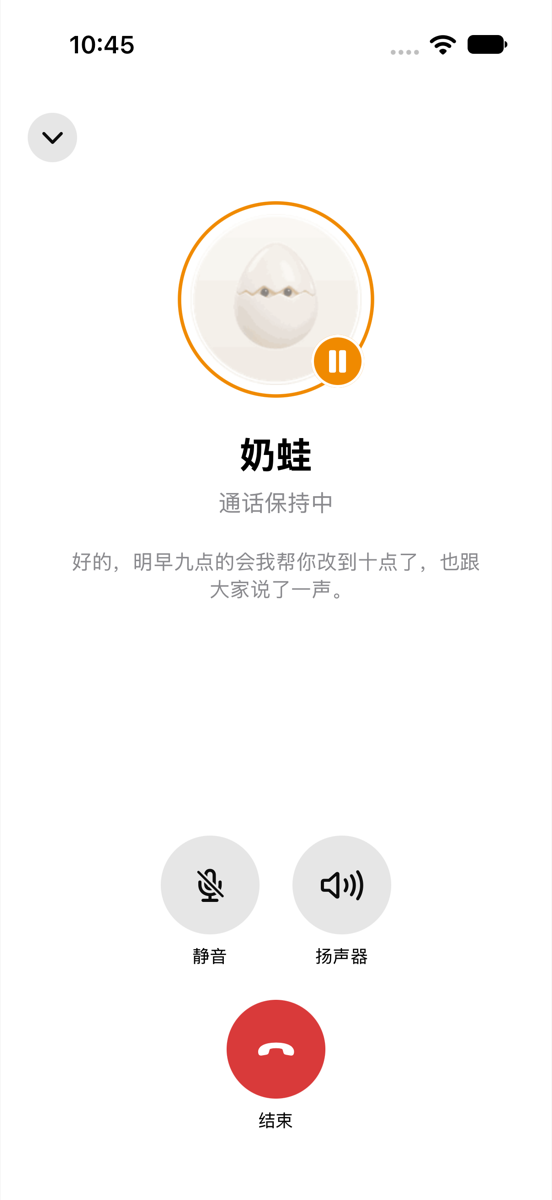 10:45
奶蛙
通话保持中
好的，明早九点的会我帮你改到十点了，也跟
大家说了一声。
静音
扬声器
结束